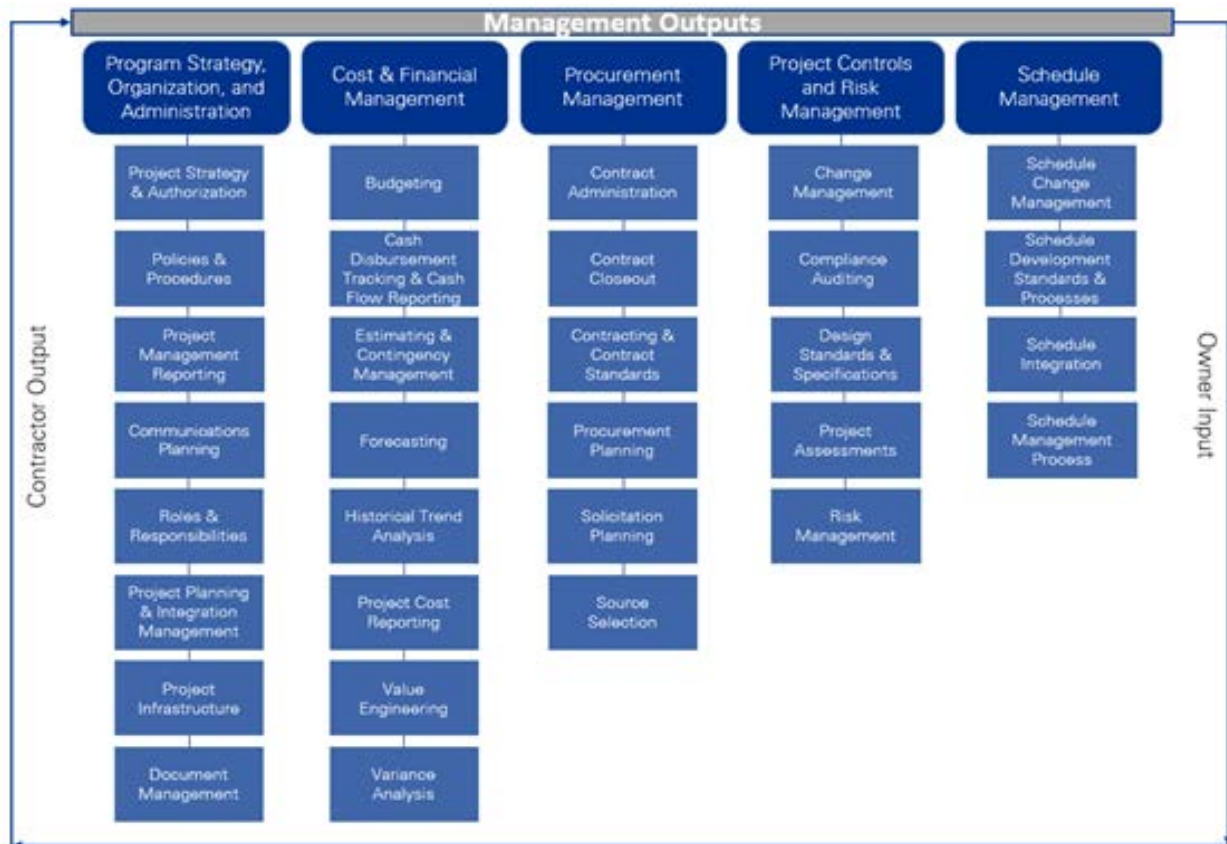 Management Outputs
Program Strategy,
Organization, and
Administration
Project Strategy
& Authorization
Policies &
Procedures
Project
Management
Reporting
Communications
Planning
Roles &
Responsibilities
Project Planning
& Integration
Management
Project
Infrastructure
Document
Management
Cost & Financial
Management
Budgeting
Cash
Disbursement
Tracking & Cash
Flow Reporting
Estimating &
Contingency
Management
Forecasting
Historical Trend
Analysis
Project Cost
Reporting
Value
Engineering
Variance
Analysis
Procurement
Management
Contract
Administration
Contract
Closeout
Contracting &
Contract
Standards
Procurement
Planning
Solicitation
Planning
Source
Selection
Project Controls
and Risk
Management
Change
Management
Compliance
Auditing
Design
Standards &
Specifications
Project
Assessments
Risk
Management
Schedule
Management
Schedule
Change
Management
Schedule
Development
Standards &
Processes
Schedule
Integration
Schedule
Management
Process
Contractor Output
Owner Input